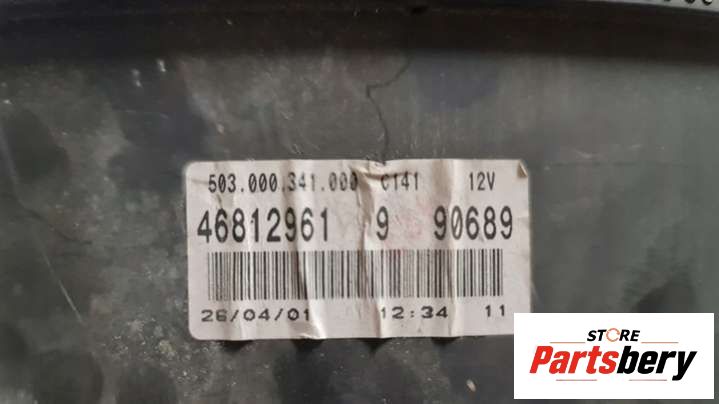 503.000.341.000 C141 12V
46812961 9 90689
26/04/01 12:34 11
STORE
Partsbery